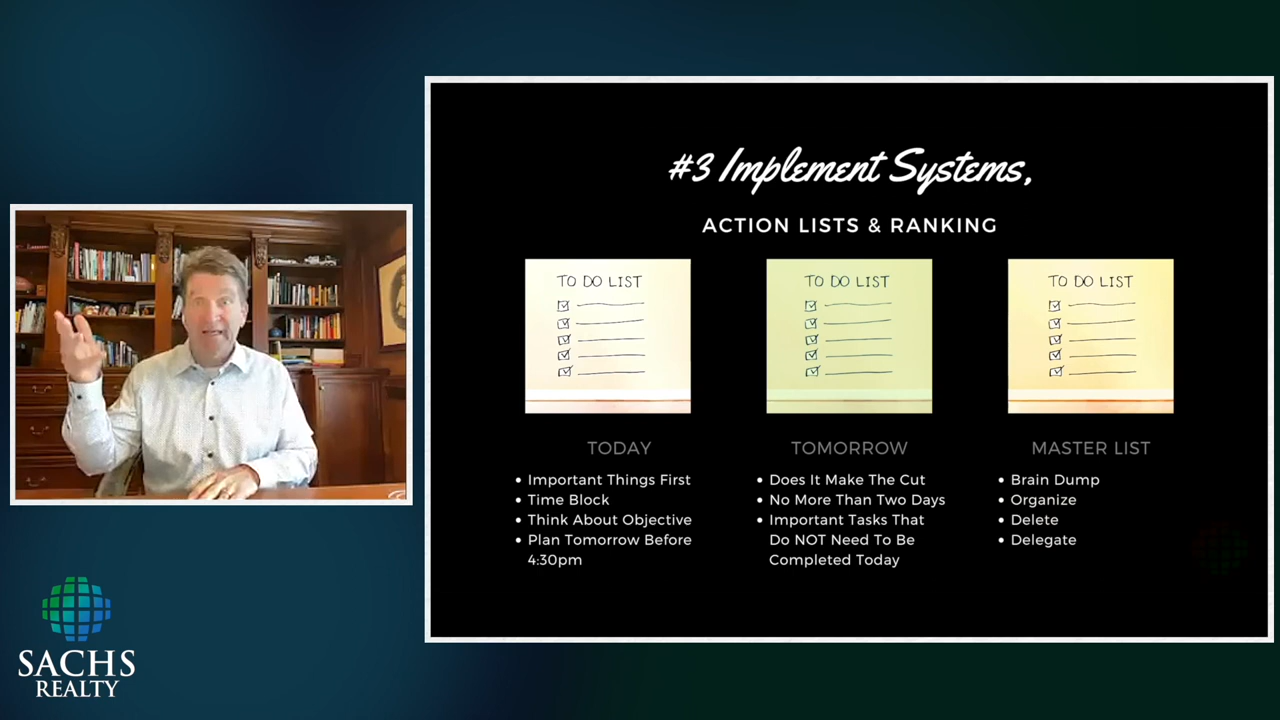 #3 Implement Systems,
ACTION LISTS & RANKING
TO DO LIST
TO DO LIST
TO DO LIST
TODAY
• Important Things First
• Time Block
• Think About Objective
• Plan Tomorrow Before
4:30pm
TOMORROW
• Does It Make The Cut
• No More Than Two Days
• Important Tasks That
Do NOT Need To Be
Completed Today
MASTER LIST
• Brain Dump
• Organize
• Delete
• Delegate
SACHS
REALTY